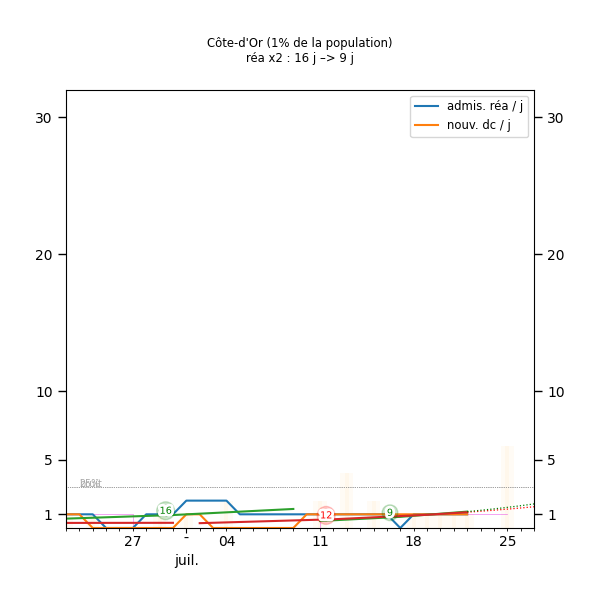 Côte-d'Or (1% de la population)
réa x2 : 16 j –> 9 j
admis. réa / j
nouv. dc / j
30 30
20 20
10 10
5 5
1 1
16
12
9
27 - 04 11 18 25
juil.